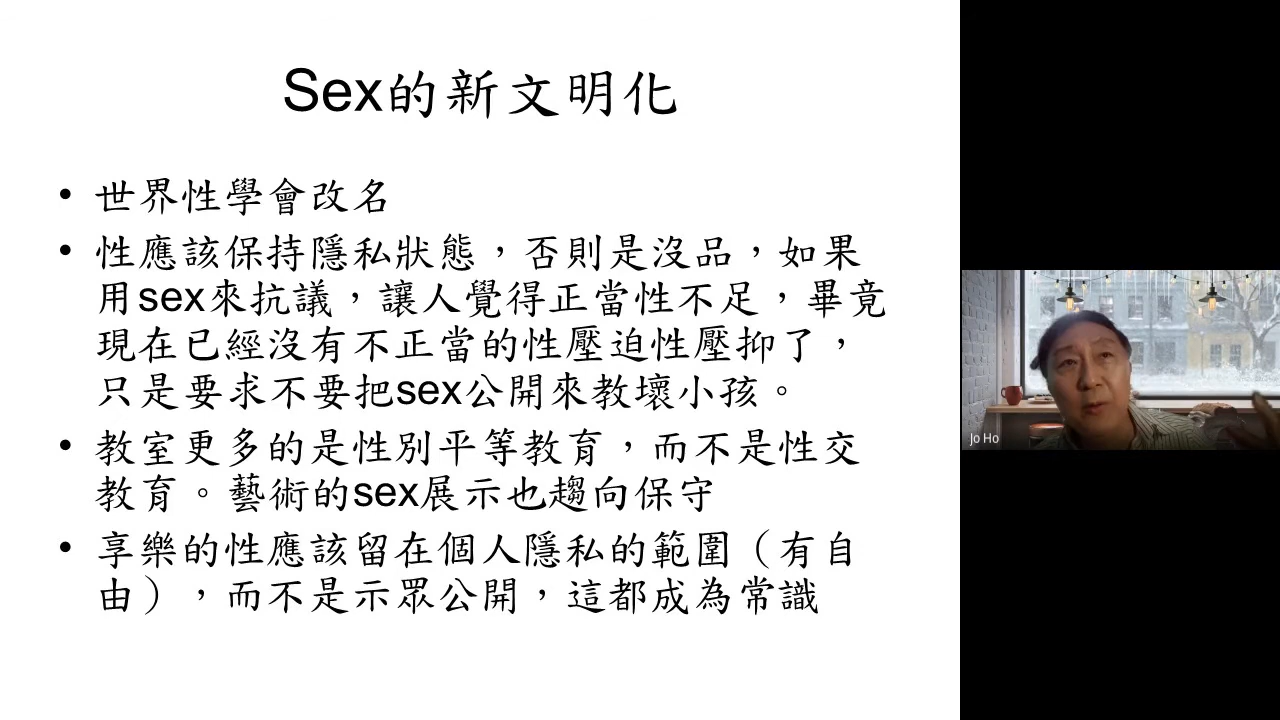 Sex的新文明化
• 世界性學會改名
• 性應該保持隱私狀態，否則是沒品，如果
用sex來抗議，讓人覺得正當性不足，畢竟
現在已經沒有不正當的性壓迫性壓抑了，
只是要求不要把sex公開來教壞小孩。
• 教室更多的是性別平等教育，而不是性交
教育。藝術的sex展示也趨向保守
• 享樂的性應該留在個人隱私的範圍（有自
由），而不是示眾公開，這都成為常識
Jo Ho